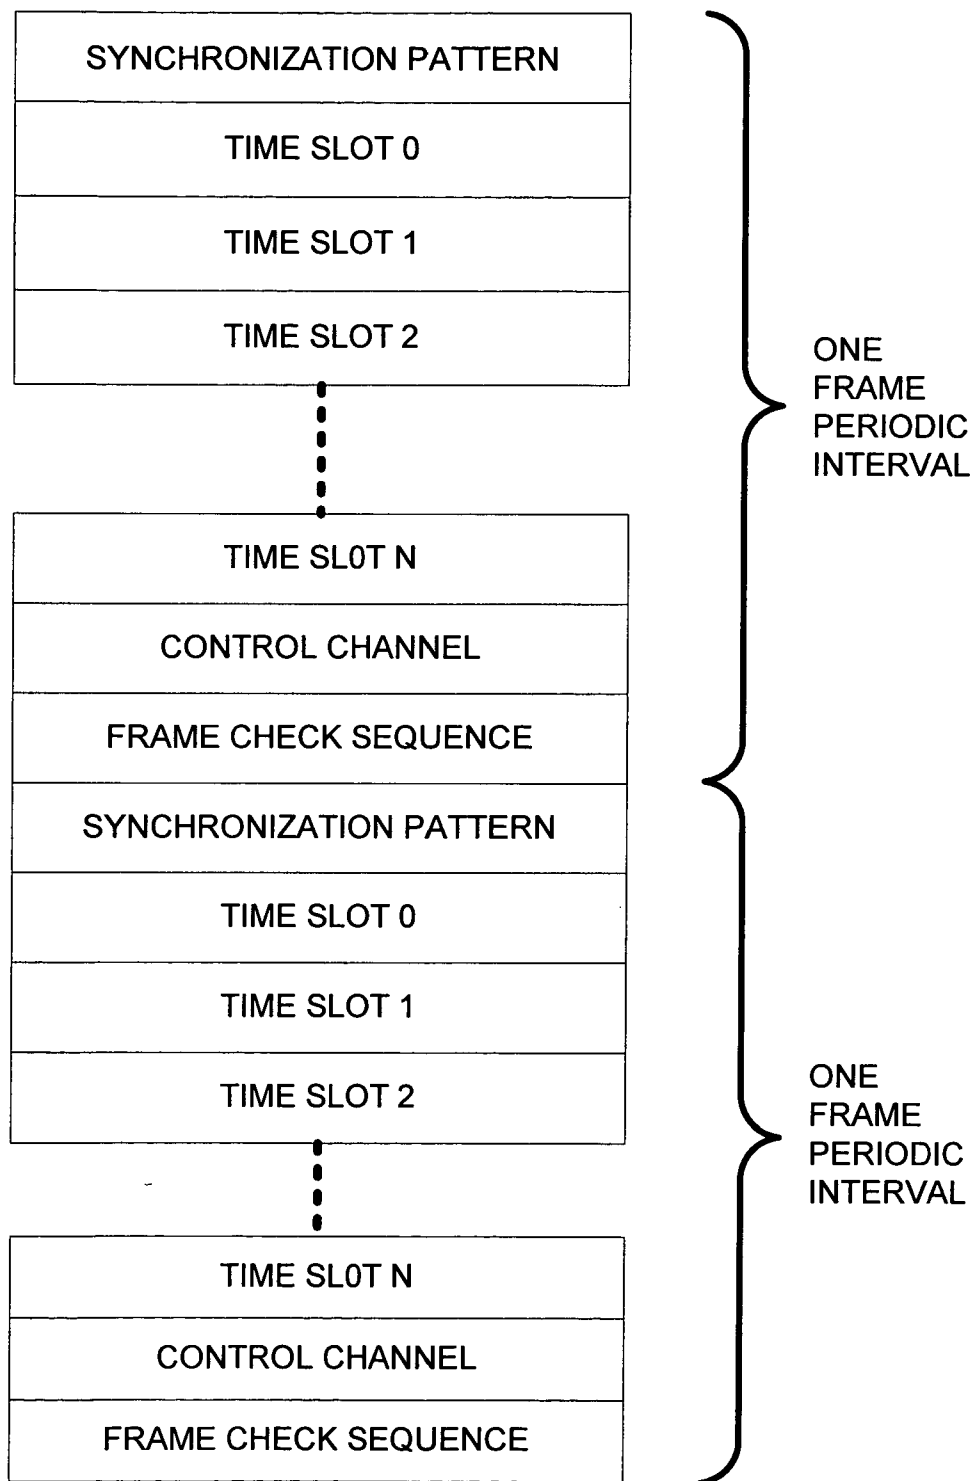 SYNCHRONIZATION PATTERN
TIME SLOT 0
TIME SLOT 1
TIME SLOT 2
ONE
FRAME
PERIODIC
INTERVAL
TIME SL0T N
CONTROL CHANNEL
FRAME CHECK SEQUENCE
SYNCHRONIZATION PATTERN
TIME SLOT 0
TIME SLOT 1
TIME SLOT 2
ONE
FRAME
PERIODIC
INTERVAL
TIME SL0T N
CONTROL CHANNEL
FRAME CHECK SEQUENCE